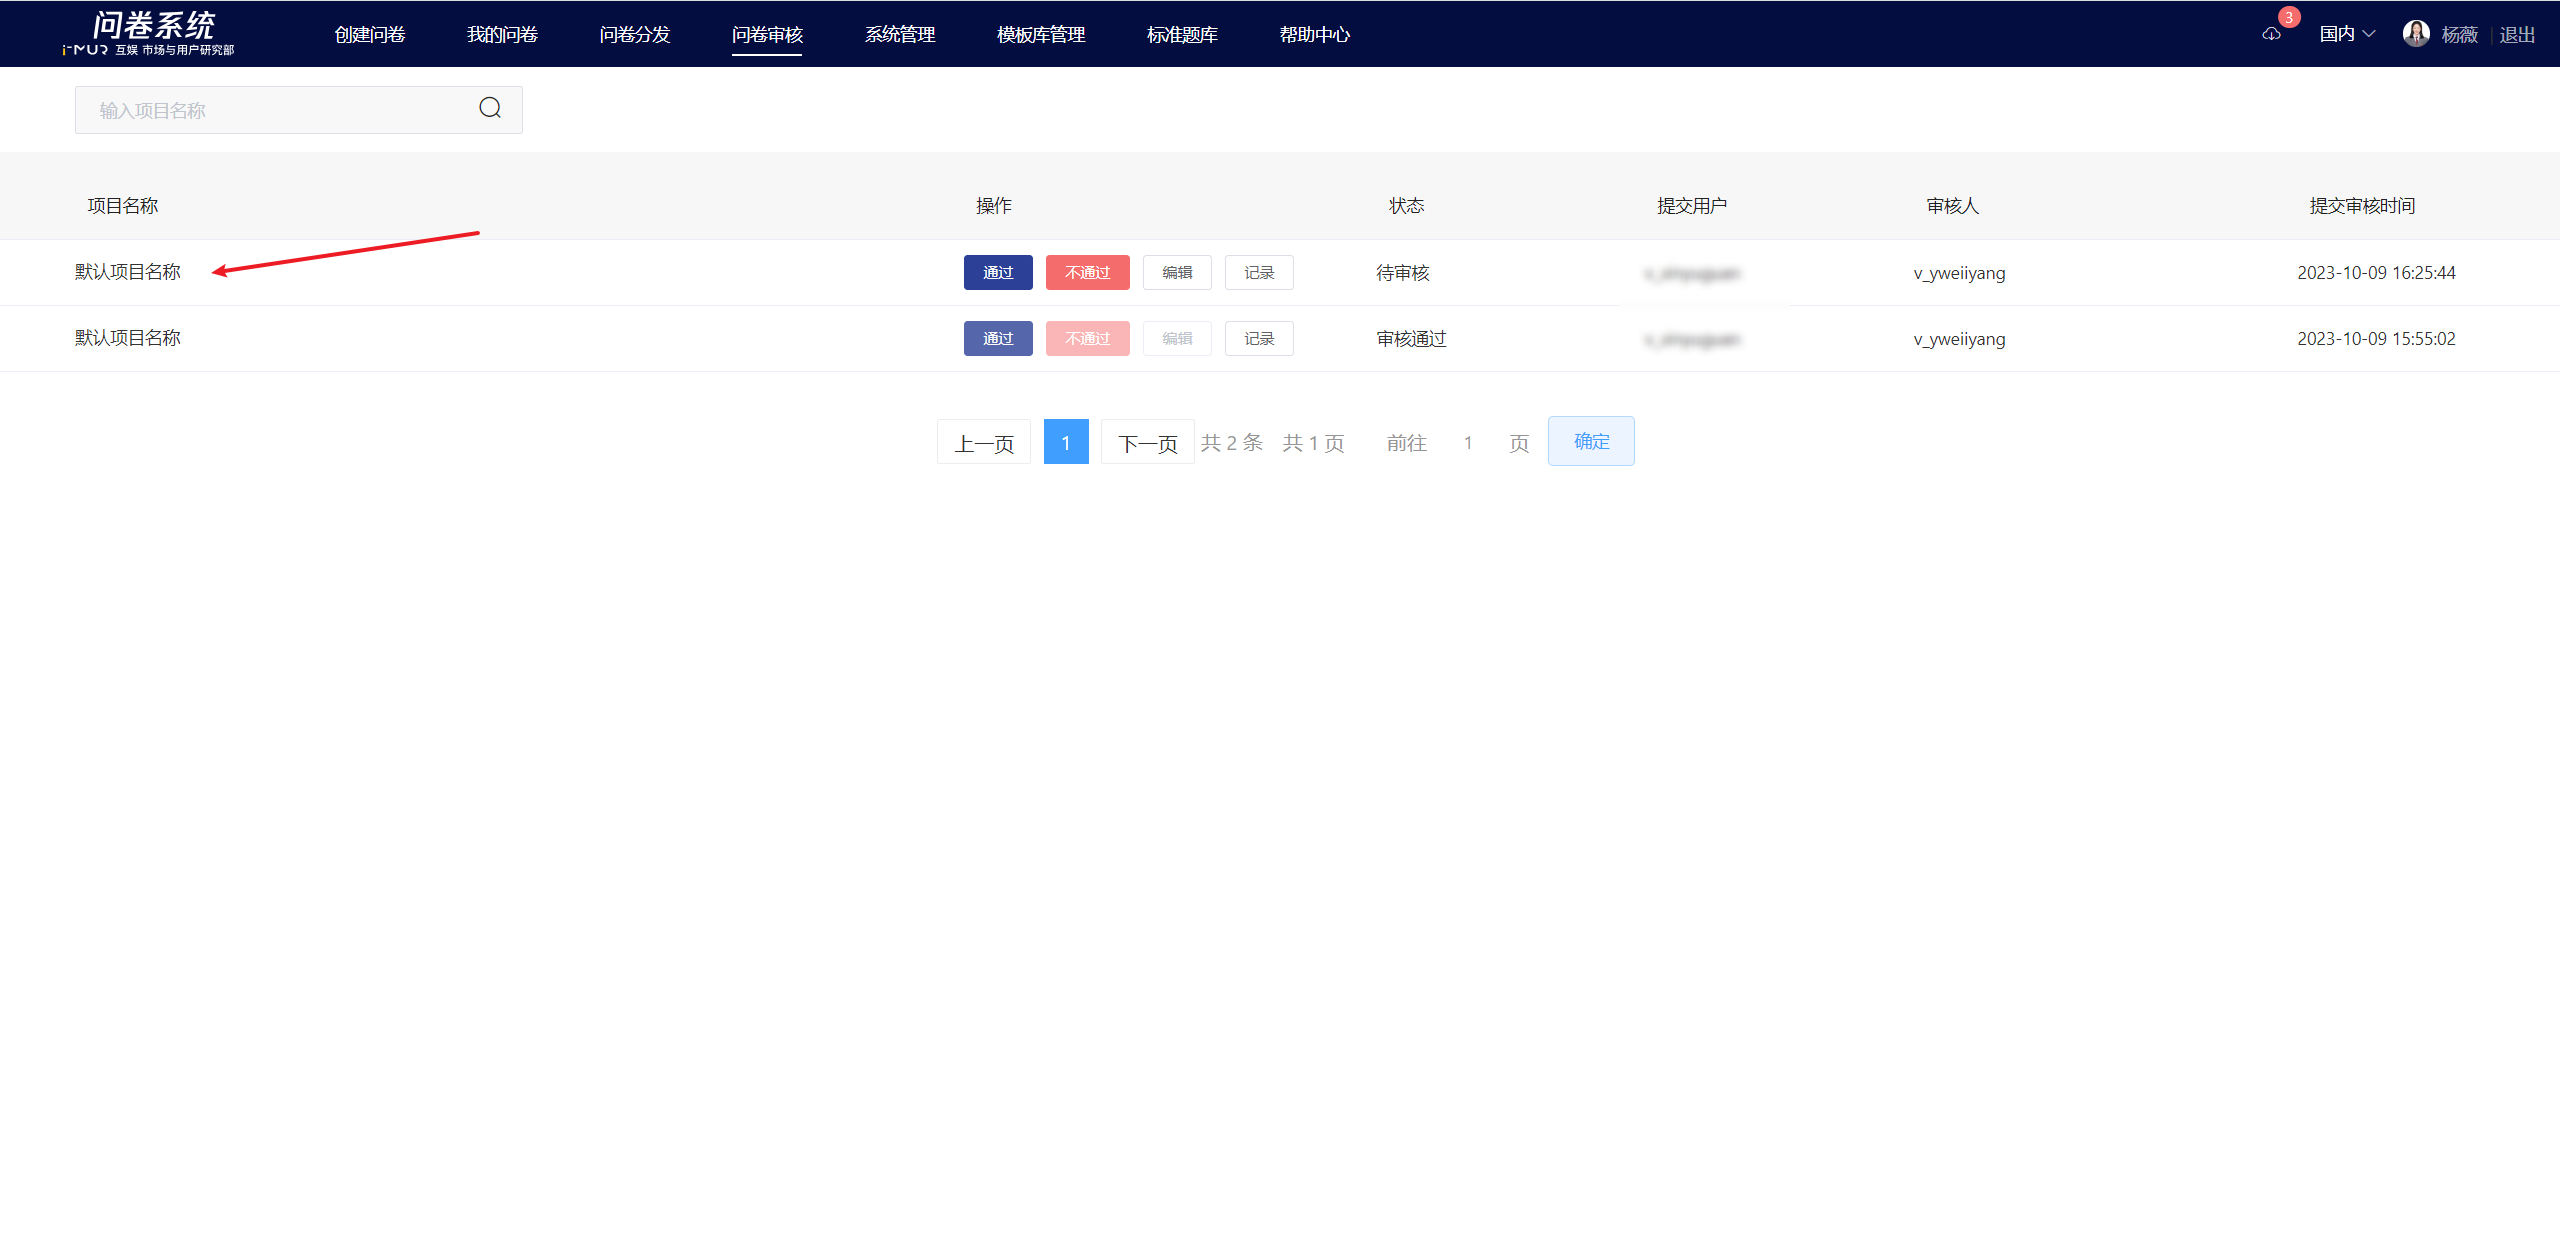 问卷系统
i-MUR 互娱 市场与用户研究部
创建问卷 我的问卷 问卷分发 问卷审核 系统管理 模板库管理 标准题库 帮助中心
3
国内 杨薇 退出
输入项目名称
项目名称 操作 状态 提交用户 审核人 提交审核时间
默认项目名称 通过 不通过 编辑 记录 待审核 v_yweiiyang 2023-10-09 16:25:44
默认项目名称 通过 不通过 编辑 记录 审核通过 v_yweiiyang 2023-10-09 15:55:02
上一页 1 下一页 共 2 条 共 1 页 前往 1 页 确定